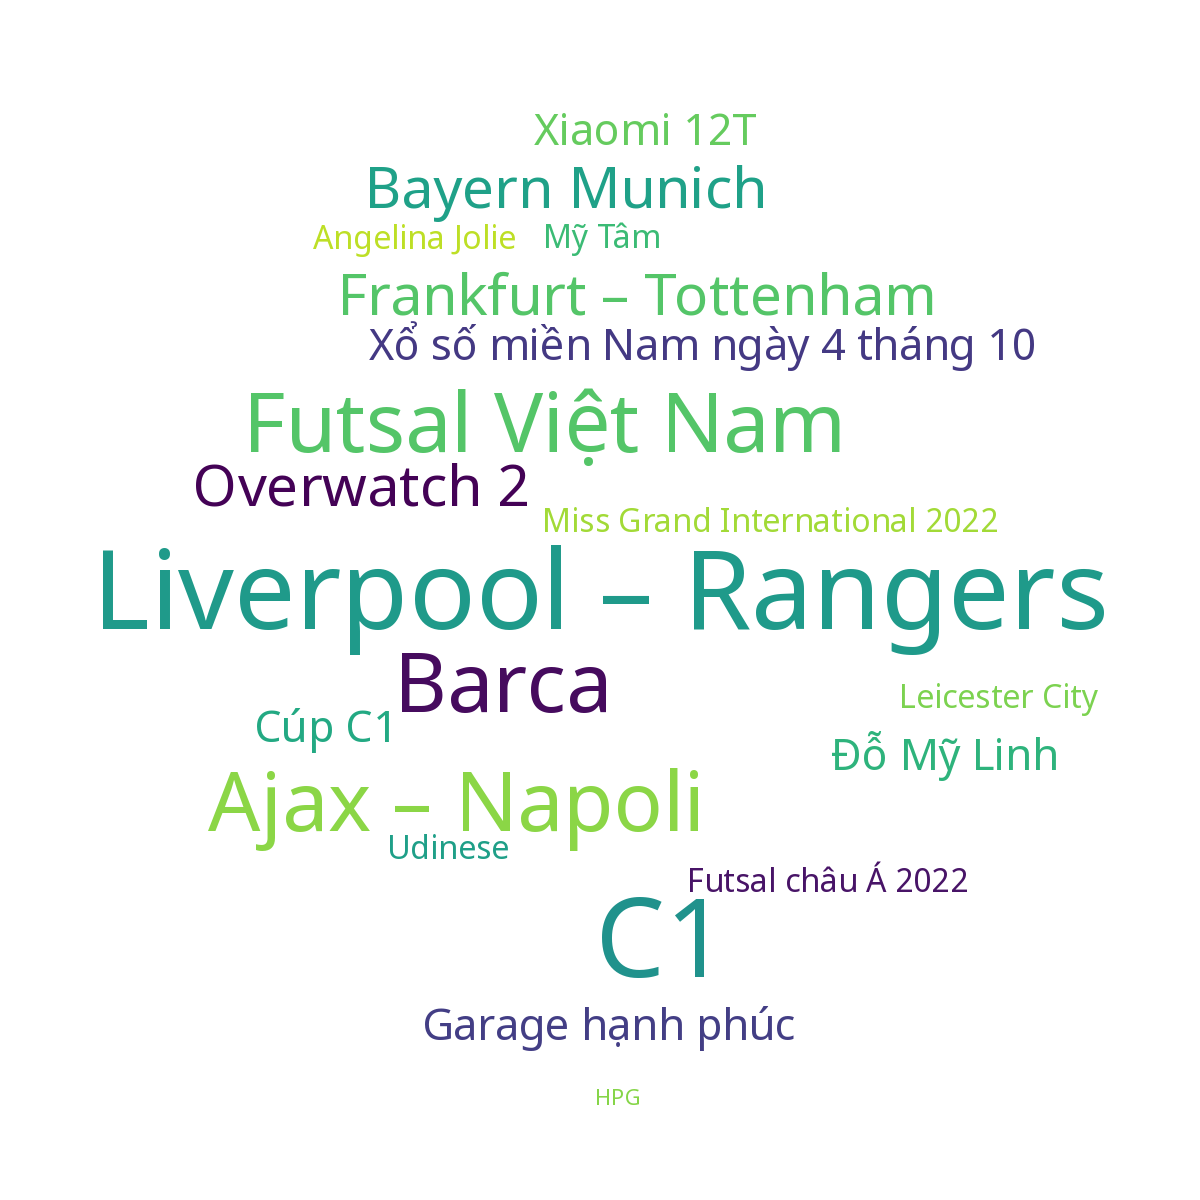 Xiaomi 12T
Bayern Munich
Angelina Jolie
Mỹ Tâm
Frankfurt – Tottenham
Xổ số miền Nam ngày 4 tháng 10
Futsal Việt Nam
Overwatch 2
Miss Grand International 2022
Liverpool – Rangers
Barca
Leicester City
Cúp C1
Đỗ Mỹ Linh
Ajax – Napoli
Udinese
Futsal châu Á 2022
C1
Garage hạnh phúc
HPG